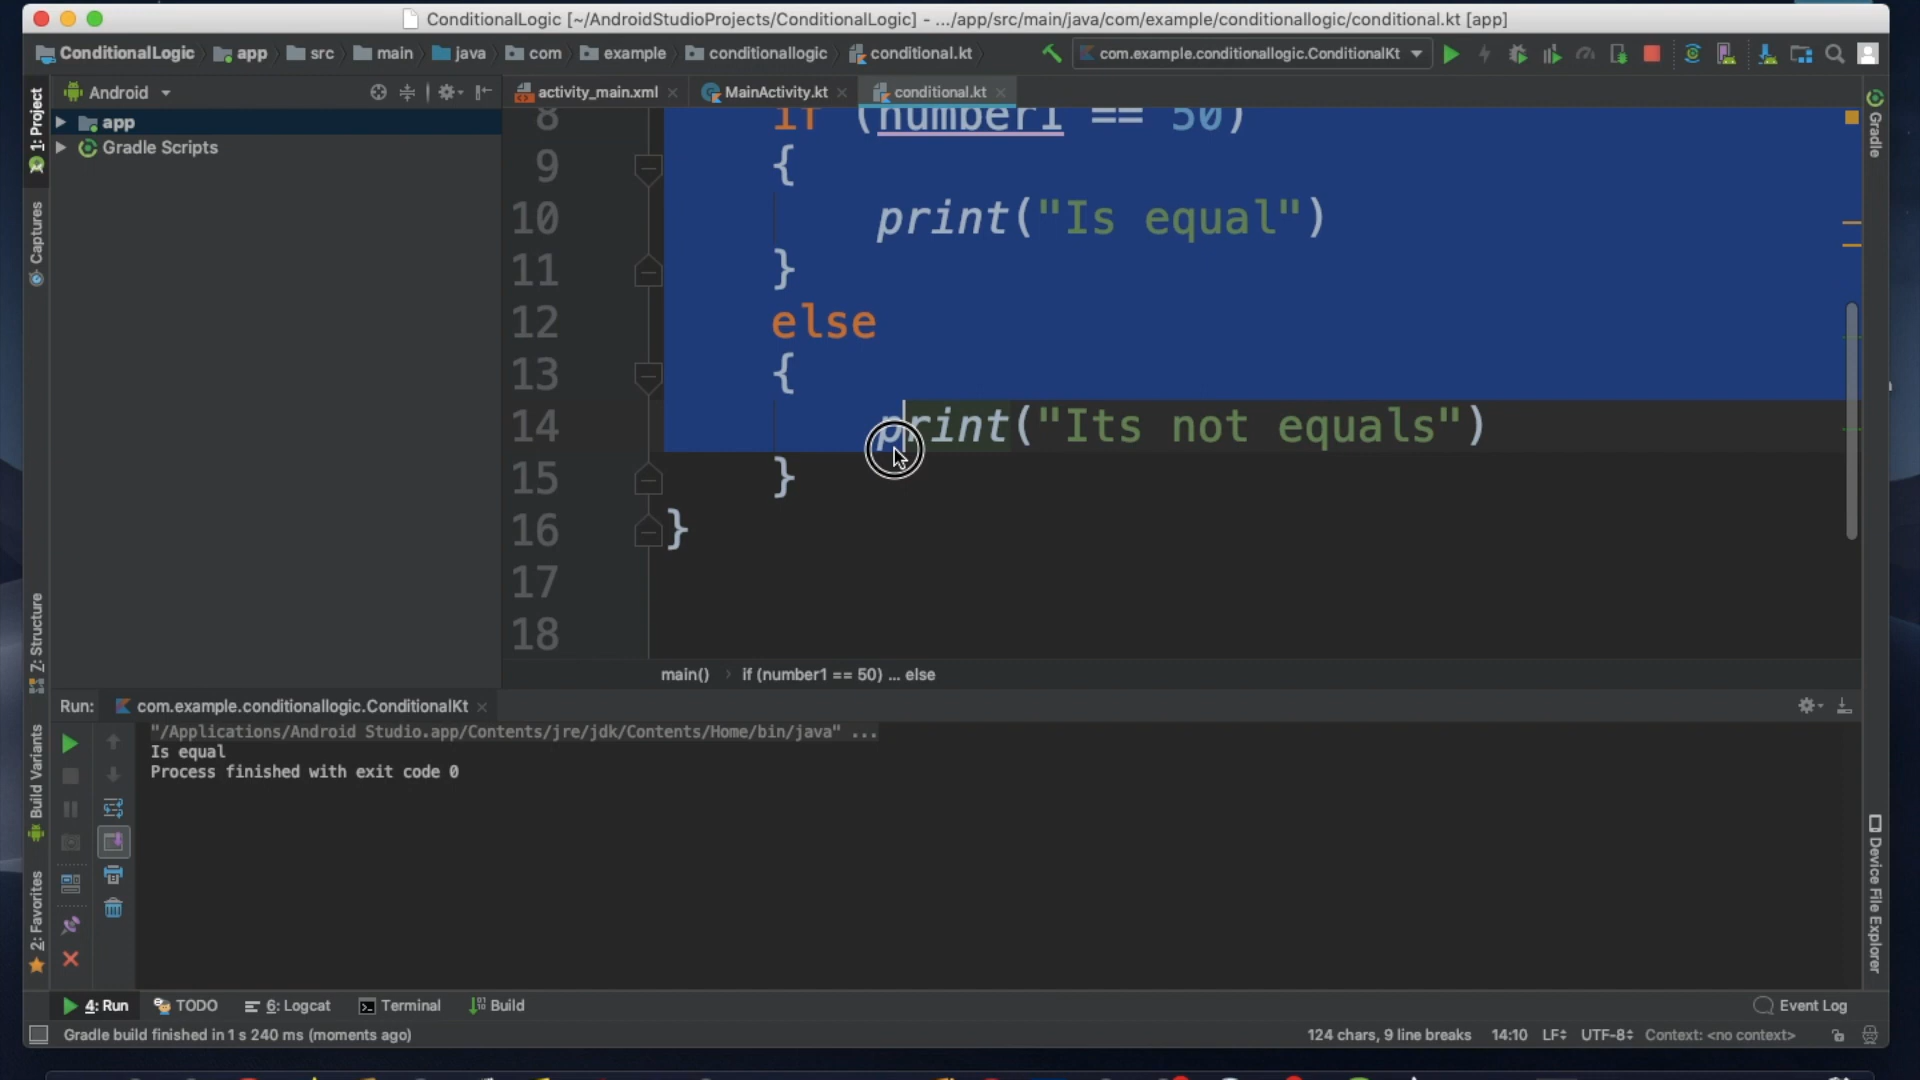 ConditionalLogic [~/AndroidStudioProjects/ConditionalLogic] - .../app/src/main/java/com/example/conditionallogic/conditional.kt [app]
ConditionalLogic app src main java com example conditionallogic conditional.kt com.example.conditionallogic.ConditionalKt
Android activity_main.xml MainActivity.kt conditional.kt
1: Project
Captures
Z: Structure
Build Variants
2: Favorites
app
Gradle Scripts
8 if (number1 == 50)
9 {
10 print("Is equal")
11 }
12 else
13 {
14 print("Its not equals")
15 }
16 }
17
18
main() if (number1 == 50) ... else
Gradle
Device File Explorer
Run: com.example.conditionallogic.ConditionalKt
"/Applications/Android Studio.app/Contents/jre/jdk/Contents/Home/bin/java" ...
Is equal
Process finished with exit code 0
4: Run TODO 6: Logcat Terminal Build Event Log
Gradle build finished in 1 s 240 ms (moments ago) 124 chars, 9 line breaks 14:10 LF UTF-8 Context: <no context>